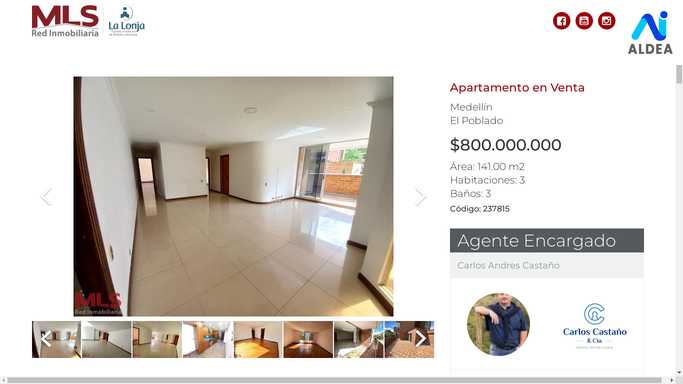 MLS
Red Inmobiliaria
La Lonja
ALDEA
Apartamento en Venta
Medellín
El Poblado
$800.000.000
Área: 141.00 m2
Habitaciones: 3
Baños: 3
Código: 237815
MLS
Red Inmobiliaria
Agente Encargado
Carlos Andres Castaño
Carlos Castaño
& Cia.